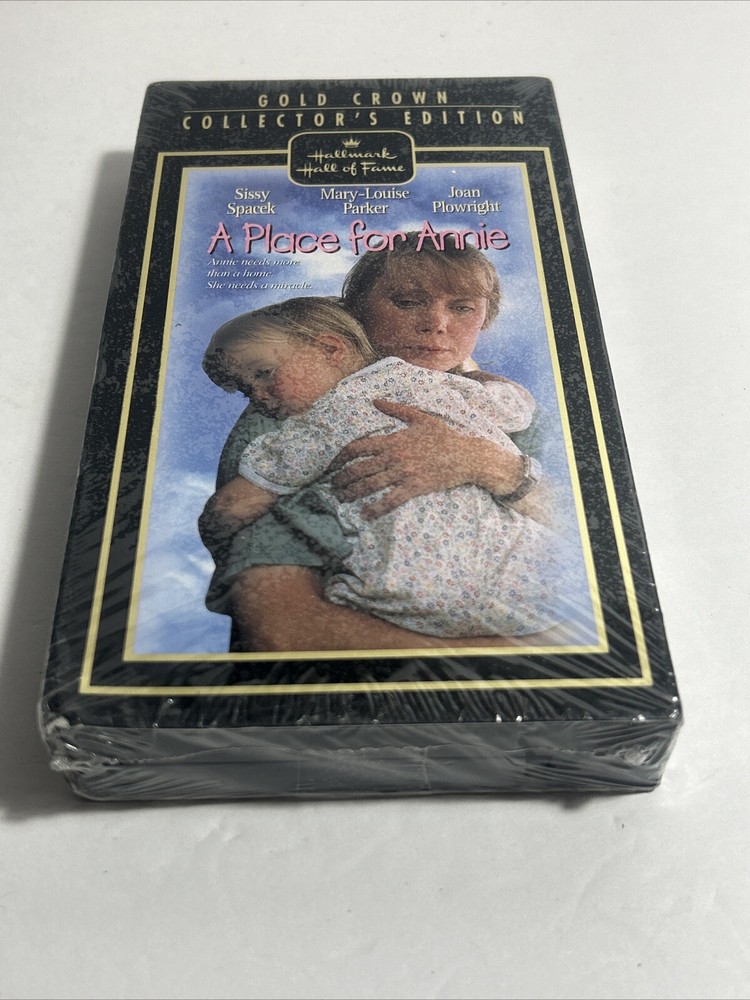 GOLD CROWN
COLLECTOR'S EDITION
Hallmark
Hall of Fame
Sissy Spacek
Mary-Louise Parker
Joan Plowright
A Place for Annie
Annie needs more
than a home.
She needs a miracle.